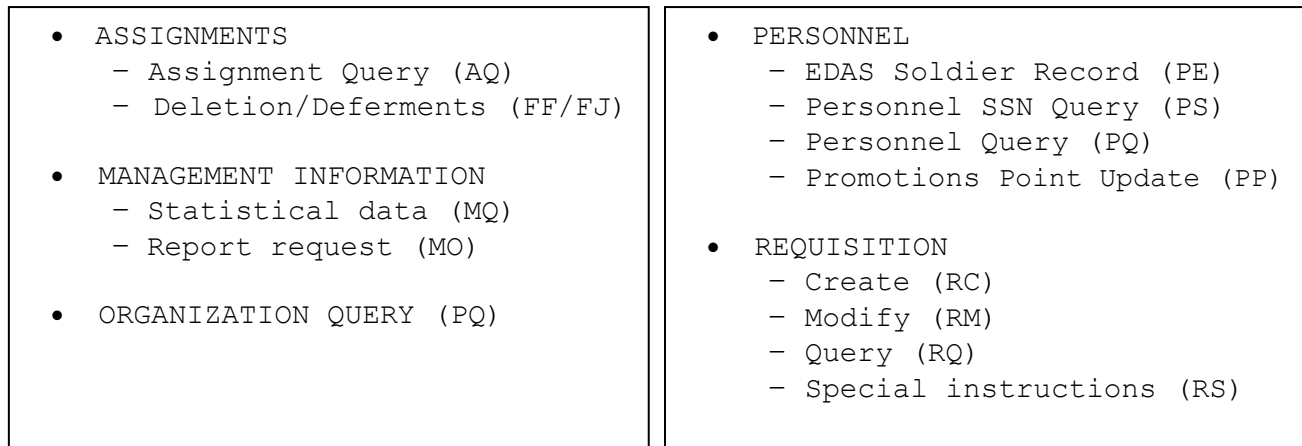 • ASSIGNMENTS
– Assignment Query (AQ)
– Deletion/Deferments (FF/FJ)
• MANAGEMENT INFORMATION
– Statistical data (MQ)
– Report request (MO)
• ORGANIZATION QUERY (PQ)
• PERSONNEL
– EDAS Soldier Record (PE)
– Personnel SSN Query (PS)
– Personnel Query (PQ)
– Promotions Point Update (PP)
• REQUISITION
– Create (RC)
– Modify (RM)
– Query (RQ)
– Special instructions (RS)